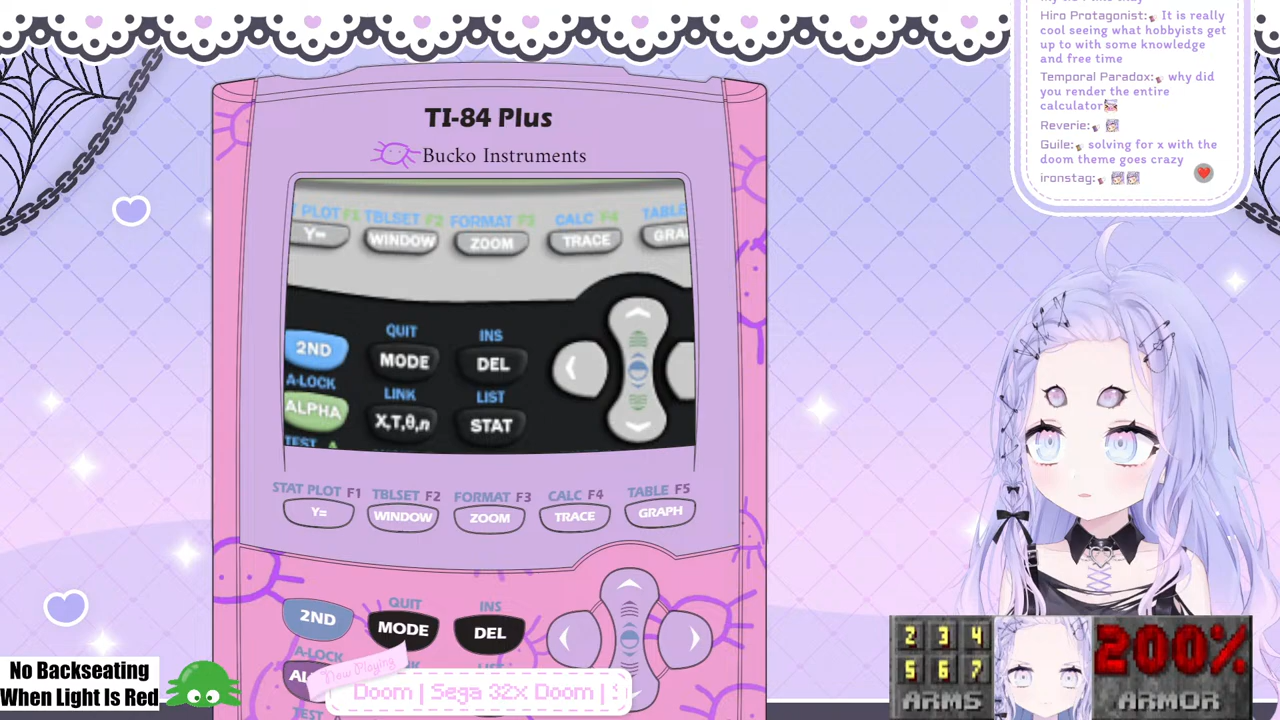 Hiro Protagonist: It is really
cool seeing what hobbyists get
up to with some knowledge
and free time
Temporal Paradox: why did
you render the entire
calculator
Reverie:
Guile: solving for x with the
doom theme goes crazy
ironstag:
TI-84 Plus
Bucko Instruments
T PLOT F1 TBLSET F2 FORMAT F3 CALC F4 TABLE
Y= WINDOW ZOOM TRACE GRA
QUIT INS
2ND MODE DEL
A-LOCK LINK LIST
ALPHA X,T,θ,n STAT
TEST A
STAT PLOT F1 TBLSET F2 FORMAT F3 CALC F4 TABLE F5
Y= WINDOW ZOOM TRACE GRAPH
QUIT INS
2ND MODE DEL
A-LOCK
AL
Now Playing
Doom | Sega 32x Doom |
No Backseating
When Light Is Red
2 3 4
5 6 7
ARMS
200%
ARMOR